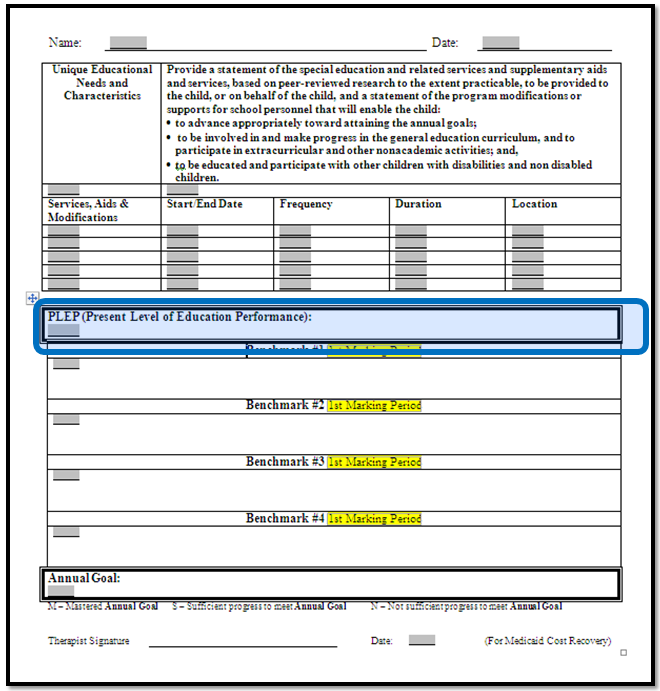 Name: Date:
Unique Educational Needs and Characteristics
Provide a statement of the special education and related services and supplementary aids
and services, based on peer-reviewed research to the extent practicable, to be provided to
the child, or on behalf of the child, and a statement of the program modifications or
supports for school personnel that will enable the child:
• to advance appropriately toward attaining the annual goals;
• to be involved in and make progress in the general education curriculum, and to
participate in extracurricular and other nonacademic activities; and,
• to be educated and participate with other children with disabilities and non disabled
children.
Services, Aids & Modifications
Start/End Date
Frequency
Duration
Location
PLEP (Present Level of Education Performance):
Benchmark #1 1st Marking Period
Benchmark #2 1st Marking Period
Benchmark #3 1st Marking Period
Benchmark #4 1st Marking Period
Annual Goal:
M – Mastered Annual Goal S – Sufficient progress to meet Annual Goal N – Not sufficient progress to meet Annual Goal
Therapist Signature Date: (For Medicaid Cost Recovery)